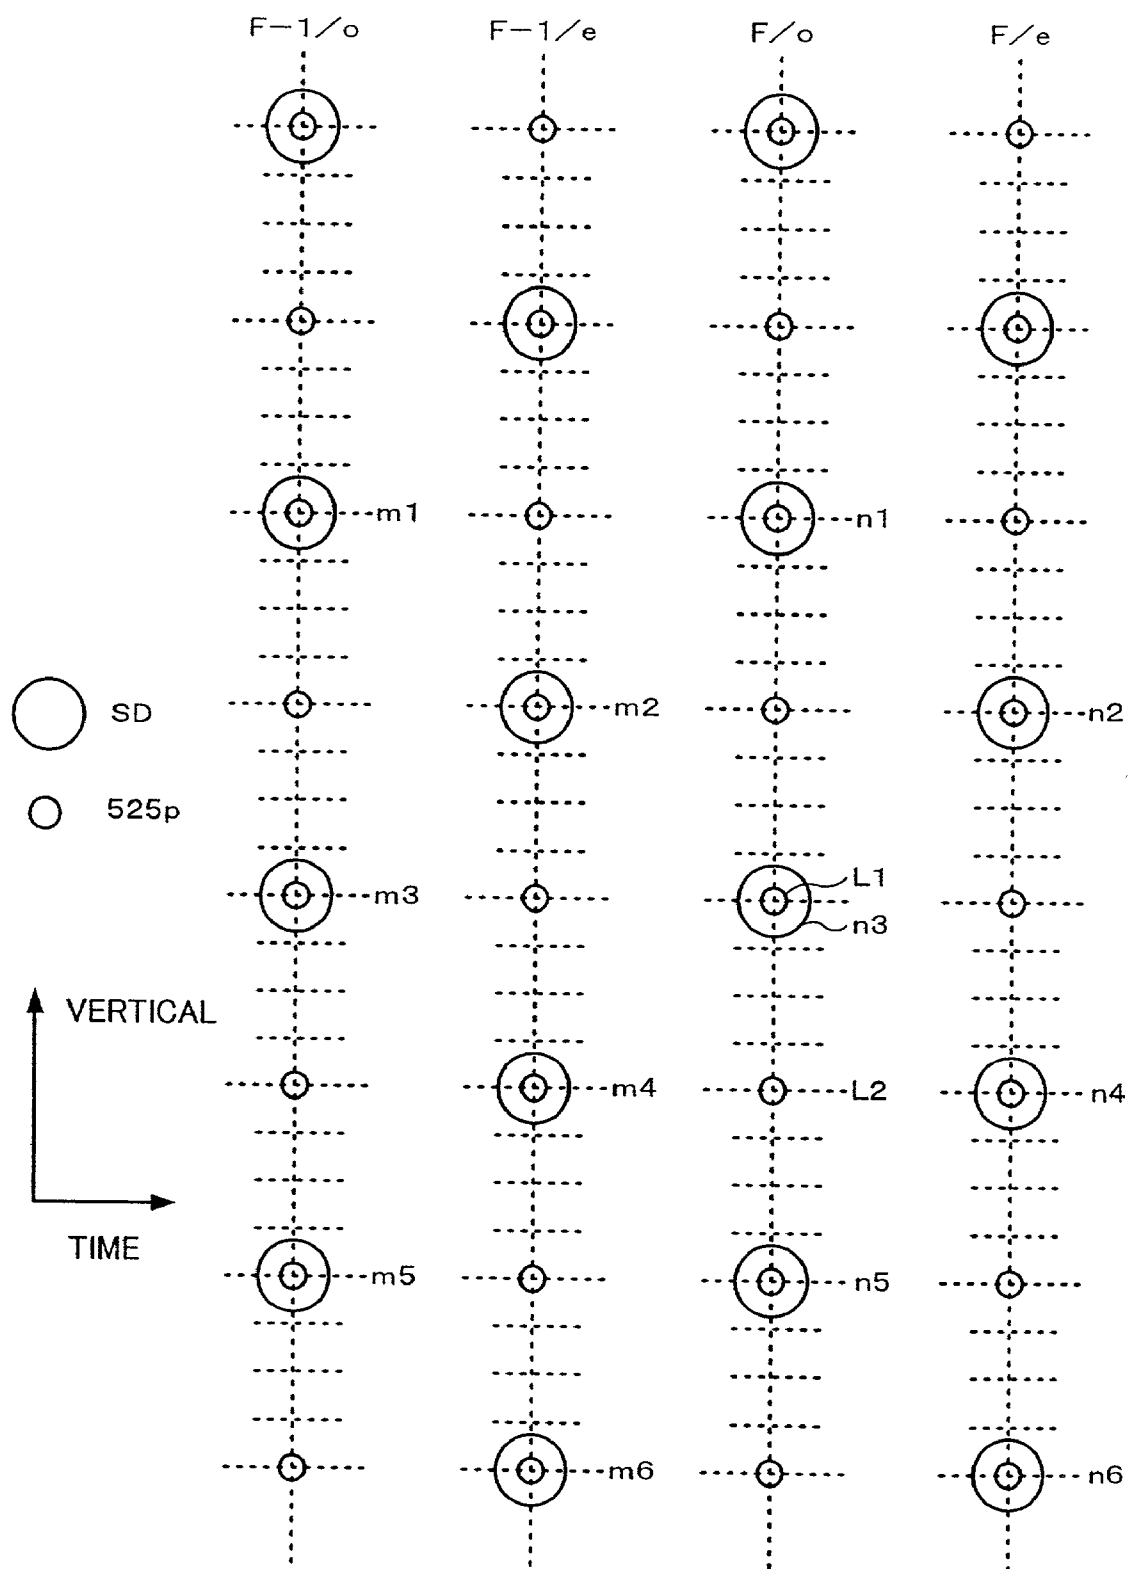 F-1/o F-1/e F/o F/e
m1 n1
SD m2 n2
525p
m3 L1
n3
VERTICAL
m4 L2 n4
TIME
m5 n5
m6 n6